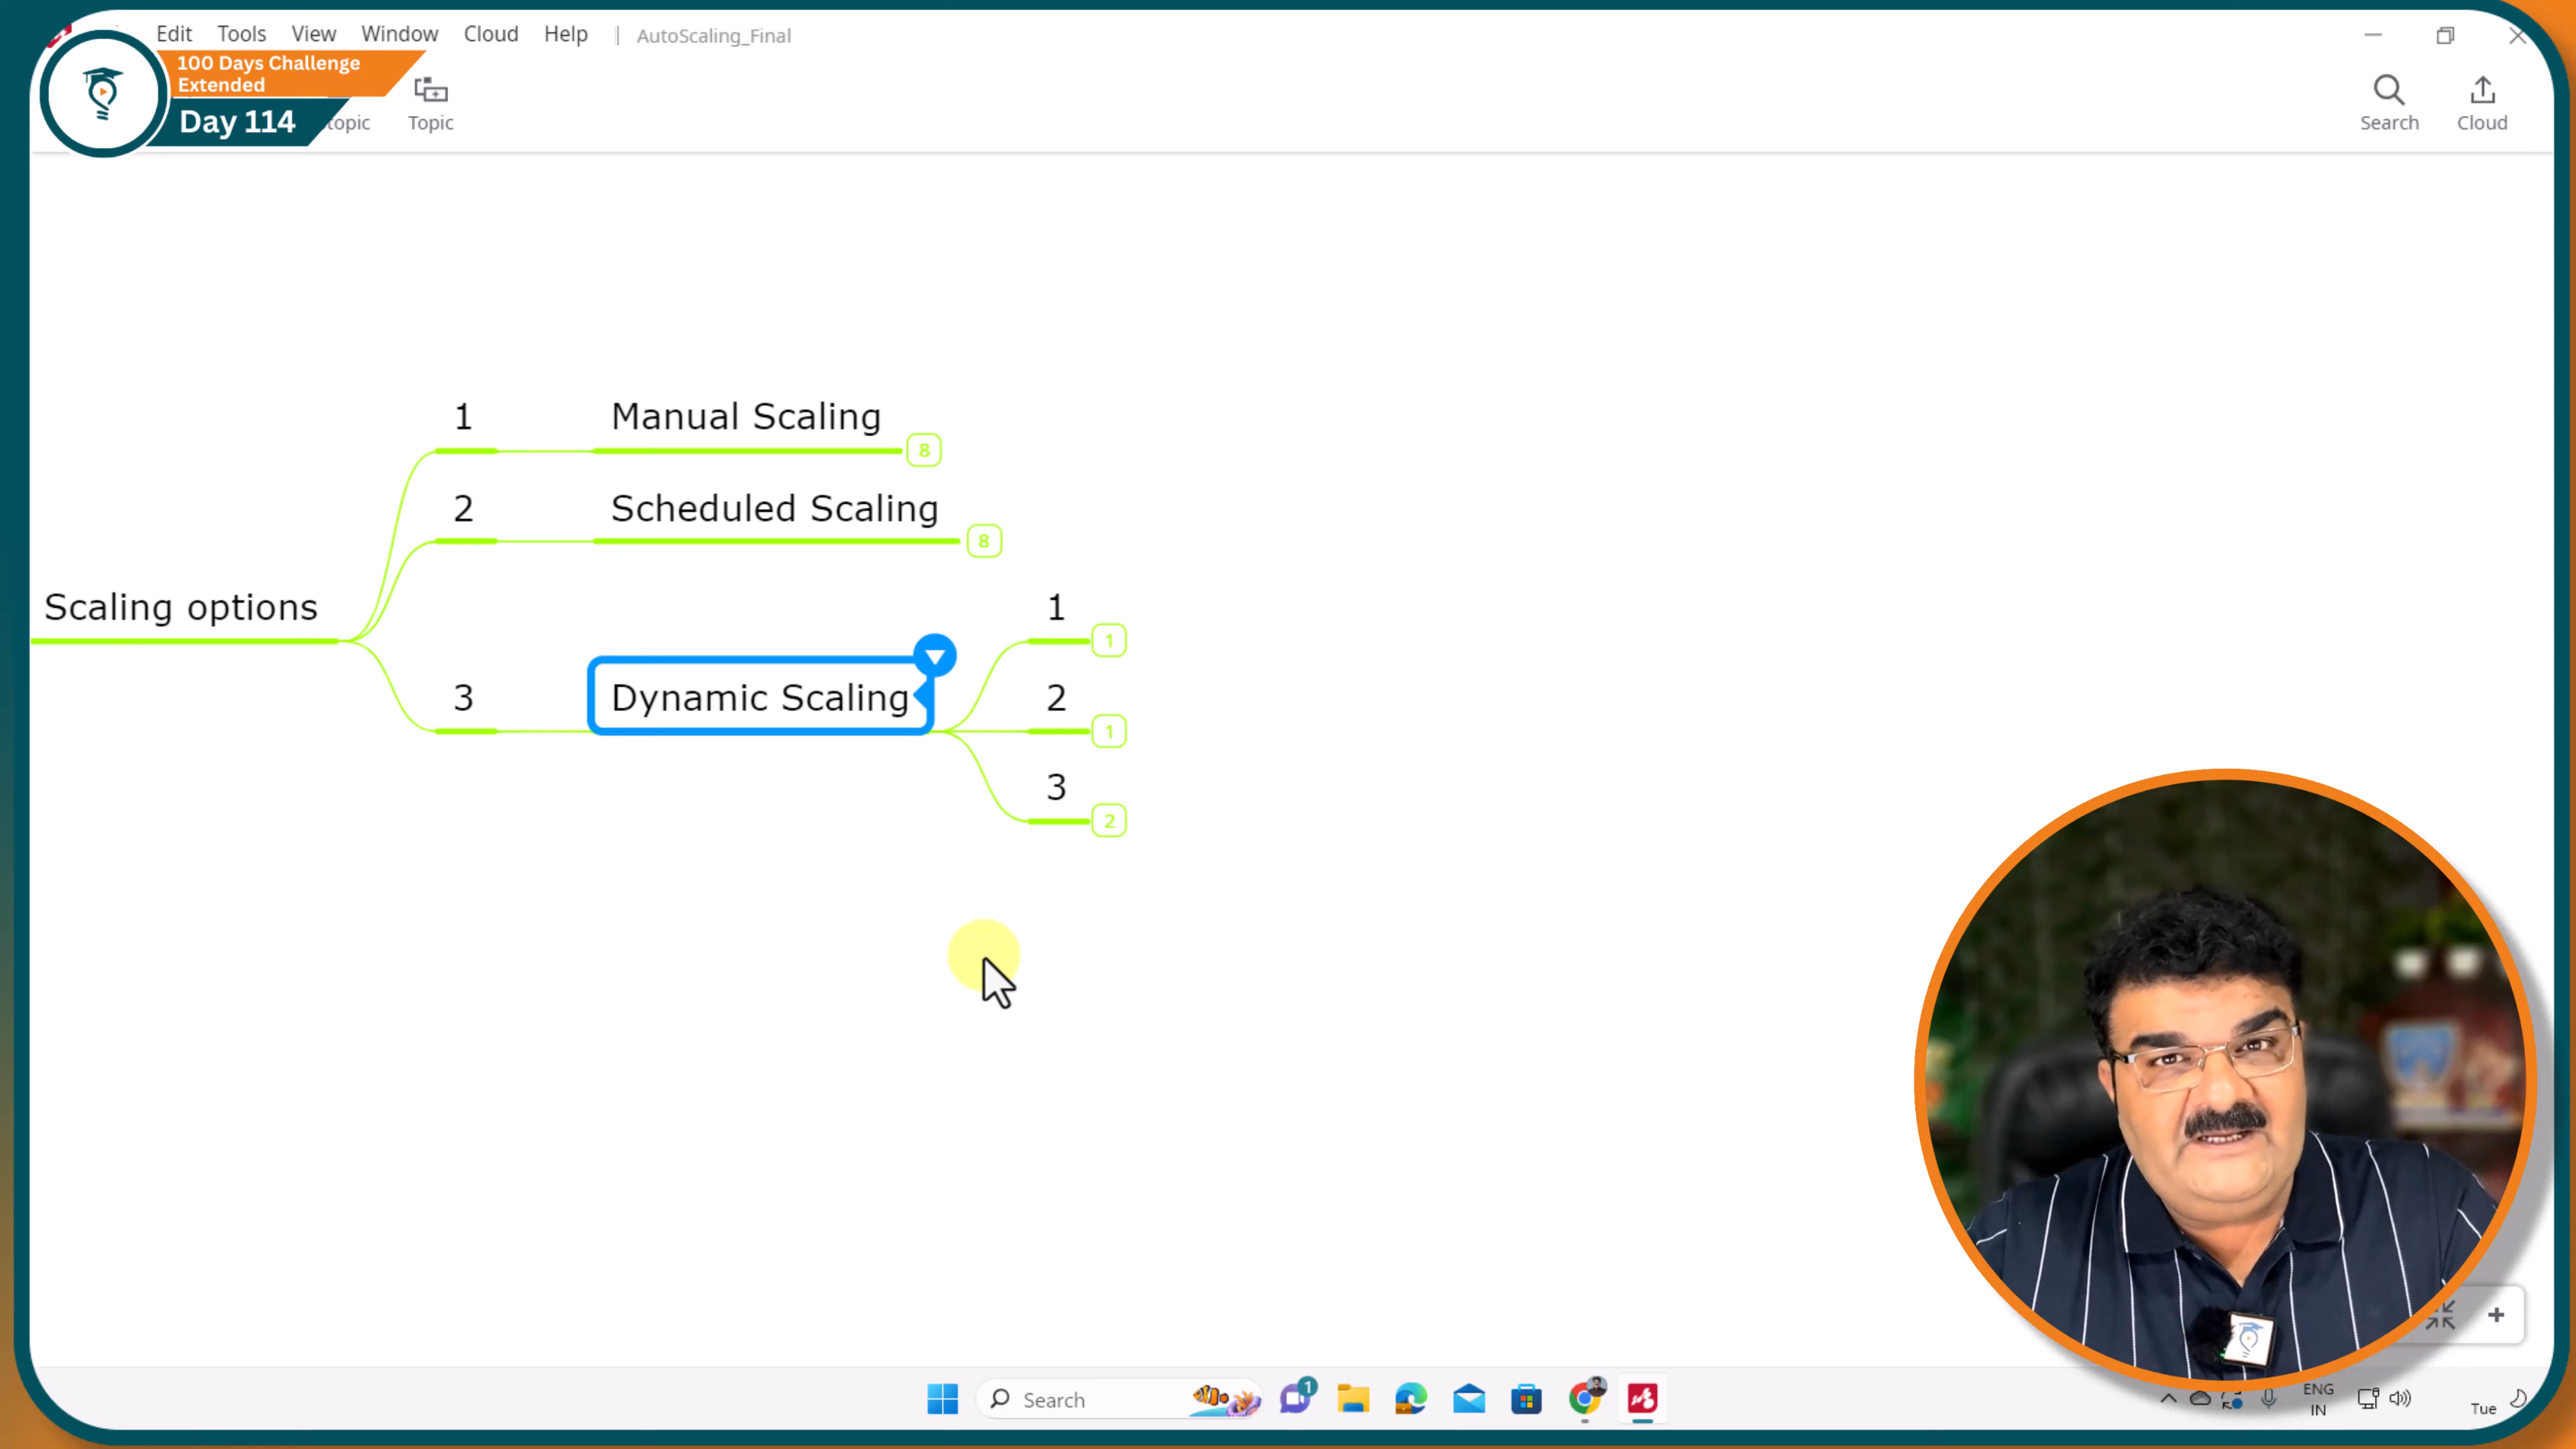 Edit Tools View Window Cloud Help | AutoScaling_Final
100 Days Challenge
Extended
Day 114
topic
Topic
Search
Cloud
1 Manual Scaling 8
2 Scheduled Scaling 8
Scaling options
3 Dynamic Scaling
1 1
2 1
3 2
Search
1
ENG
IN
Tue